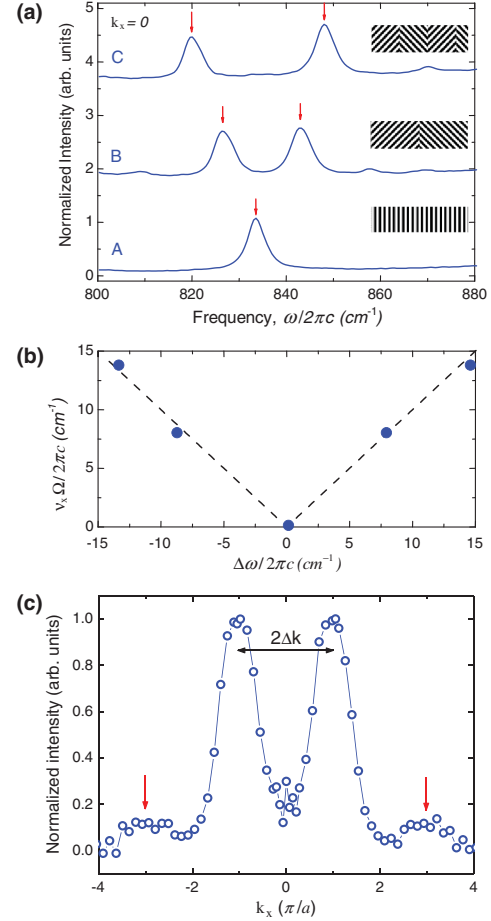 (a)
k_x = 0
C
B
A
Normalized Intensity (arb. units)
5
4
3
2
1
0
800 820 840 860 880
Frequency, ω/2πc (cm⁻¹)
(b)
ν_xΩ/2πc (cm⁻¹)
15
10
5
0
-15 -10 -5 0 5 10 15
Δω/2πc (cm⁻¹)
(c)
Normalized intensity (arb. units)
2Δk
1.0
0.8
0.6
0.4
0.2
0.0
-4 -2 0 2 4
k_x (π/a)